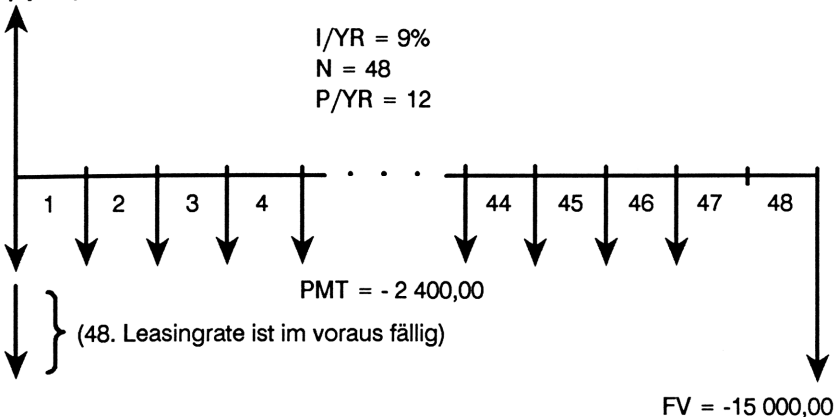 I/YR = 9%
N = 48
P/YR = 12
1 2 3 4 44 45 46 47 48
PMT = - 2 400,00
(48. Leasingrate ist im voraus fällig)
FV = -15 000,00